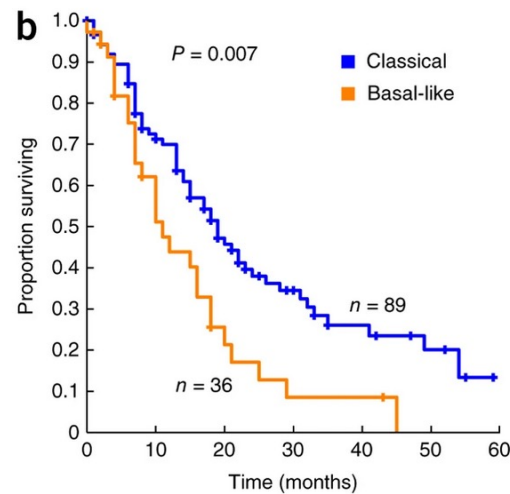 b
1.0
1.0
0.8
0.7
0.6
0.5
0.4
0.3
0.2
0.1
0
Proportion surviving
P = 0.007
Classical
Basal-like
n = 89
n = 36
0 10 20 30 40 50 60
Time (months)